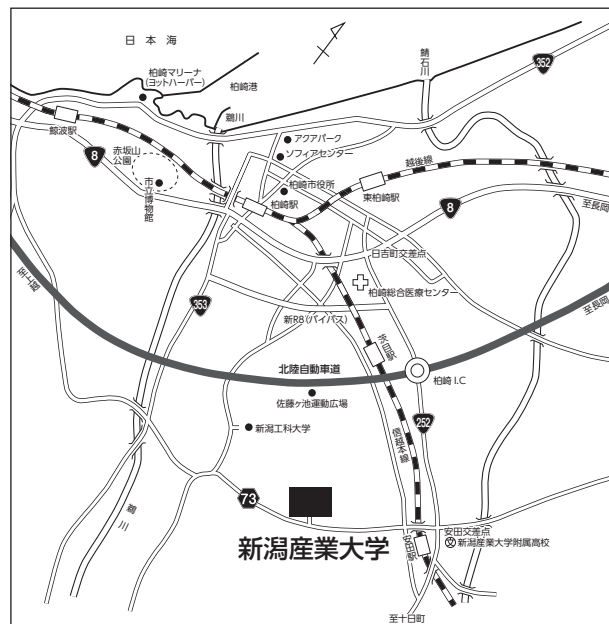 日本海
柏崎マリーナ
(ヨットハーバー)
柏崎港
鯖石川
352
鯨波駅
鵜川
アクアパーク
ソフィアセンター
8
赤坂山
公園
市立博物館
柏崎市役所
柏崎駅
越後線
東柏崎駅
8
至長岡
日吉町交差点
至上越
柏崎総合医療センター
353
新R8(バイパス)
茨目駅
至長岡
北陸自動車道
柏崎 I.C
佐藤ヶ池運動広場
252
新潟工科大学
信越本線
73
鵜川
新潟産業大学
安田交差点
文
新潟産業大学附属高校
安田駅
至十日町